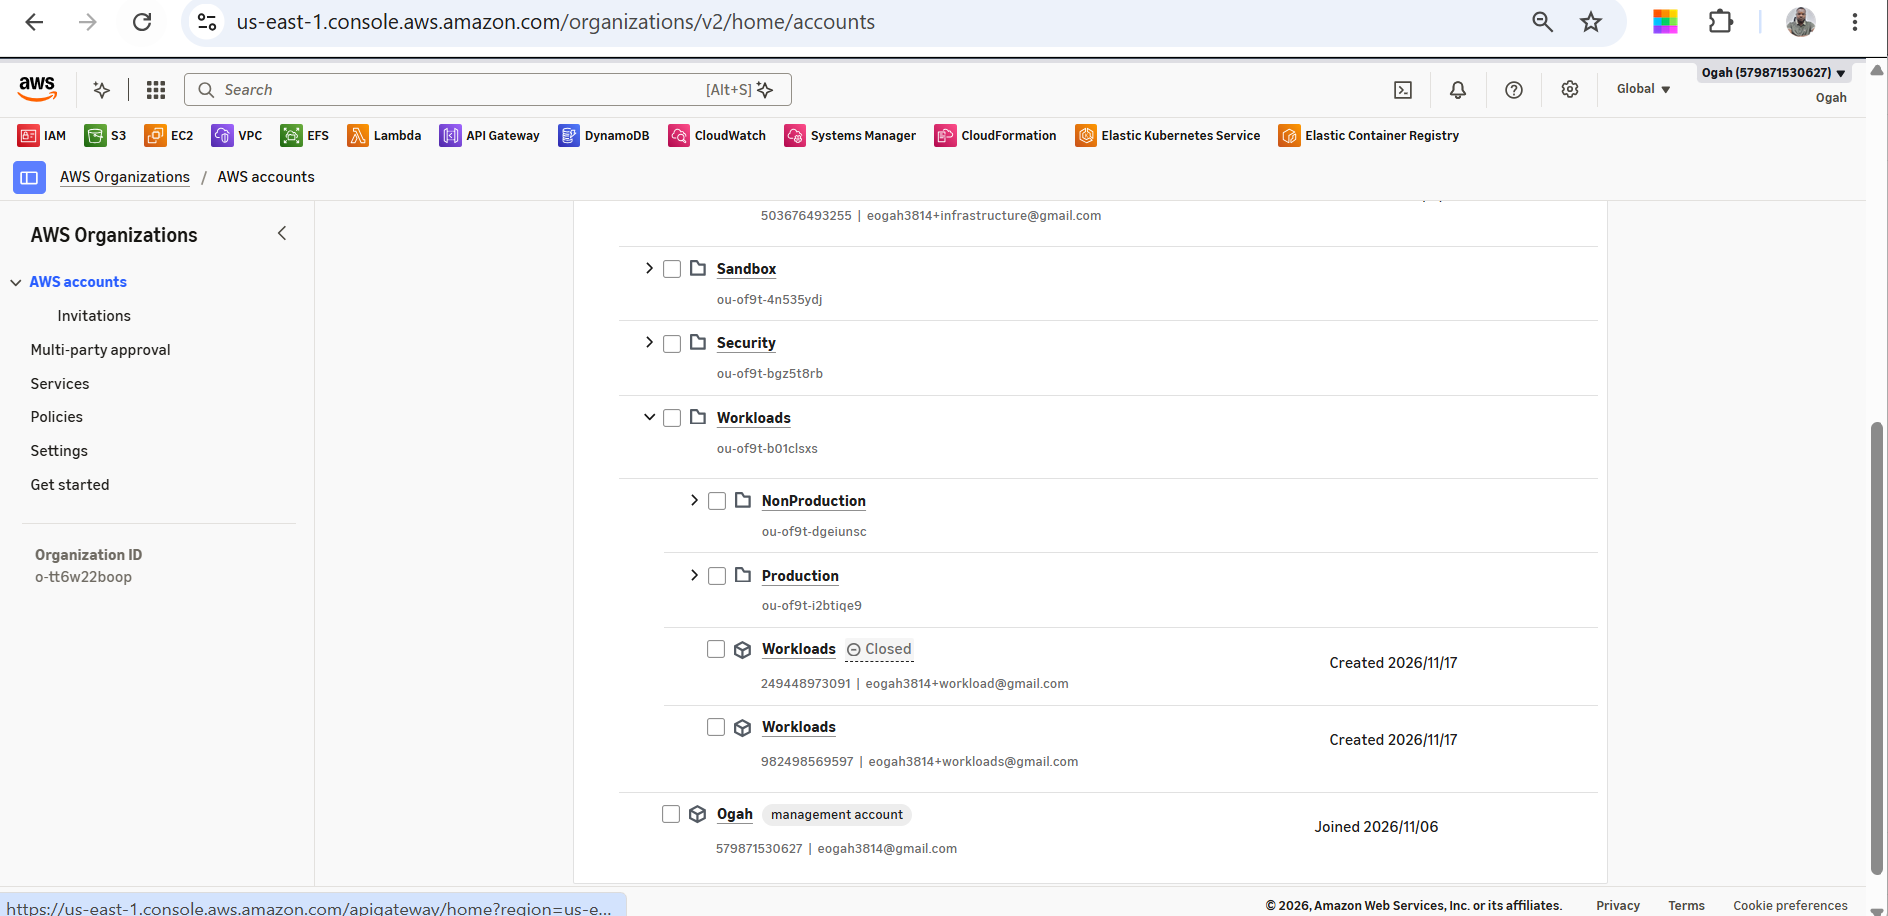 us-east-1.console.aws.amazon.com/organizations/v2/home/accounts
aws
Search
[Alt+S]
Global
Ogah (579871530627)
Ogah
IAM S3 EC2 VPC EFS Lambda API Gateway DynamoDB CloudWatch Systems Manager CloudFormation Elastic Kubernetes Service Elastic Container Registry
AWS Organizations / AWS accounts
AWS Organizations
AWS accounts
Invitations
Multi-party approval
Services
Policies
Settings
Get started
Organization ID
o-tt6w22boop
503676493255 | eogah3814+infrastructure@gmail.com
Sandbox
ou-of9t-4n535ydj
Security
ou-of9t-bgz5t8rb
Workloads
ou-of9t-b01clsxs
NonProduction
ou-of9t-dgeiunsc
Production
ou-of9t-i2btiqe9
Workloads Closed
Created 2026/11/17
249448973091 | eogah3814+workload@gmail.com
Workloads
Created 2026/11/17
982498569597 | eogah3814+workloads@gmail.com
Ogah management account
Joined 2026/11/06
579871530627 | eogah3814@gmail.com
https://us-east-1.console.aws.amazon.com/apigateway/home?region=us-e...
© 2026, Amazon Web Services, Inc. or its affiliates. Privacy Terms Cookie preferences